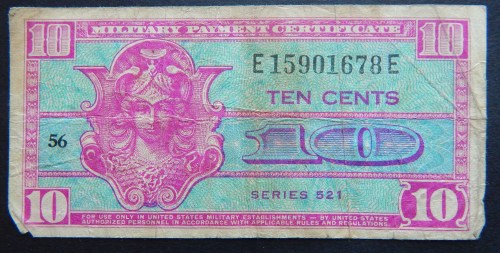 10 MILITARY PAYMENT CERTIFICATE 10
E15901678E
TEN CENTS
56
10
SERIES 521
10 FOR USE ONLY IN UNITED STATES MILITARY ESTABLISHMENTS — BY UNITED STATES 10
AUTHORIZED PERSONNEL IN ACCORDANCE WITH APPLICABLE RULES AND REGULATIONS.